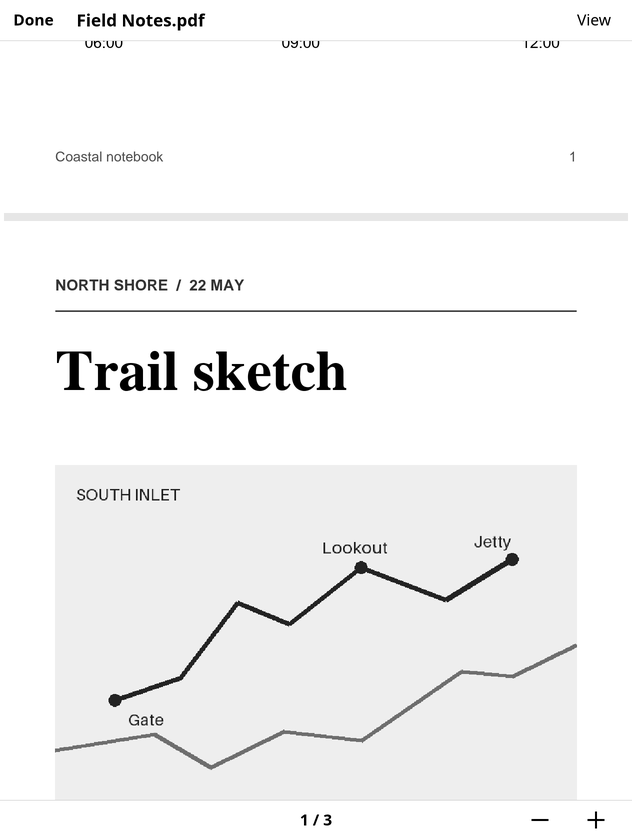 Done Field Notes.pdf View
06:00 09:00 12:00
Coastal notebook 1
NORTH SHORE / 22 MAY
Trail sketch
SOUTH INLET
Lookout Jetty
Gate
1 / 3